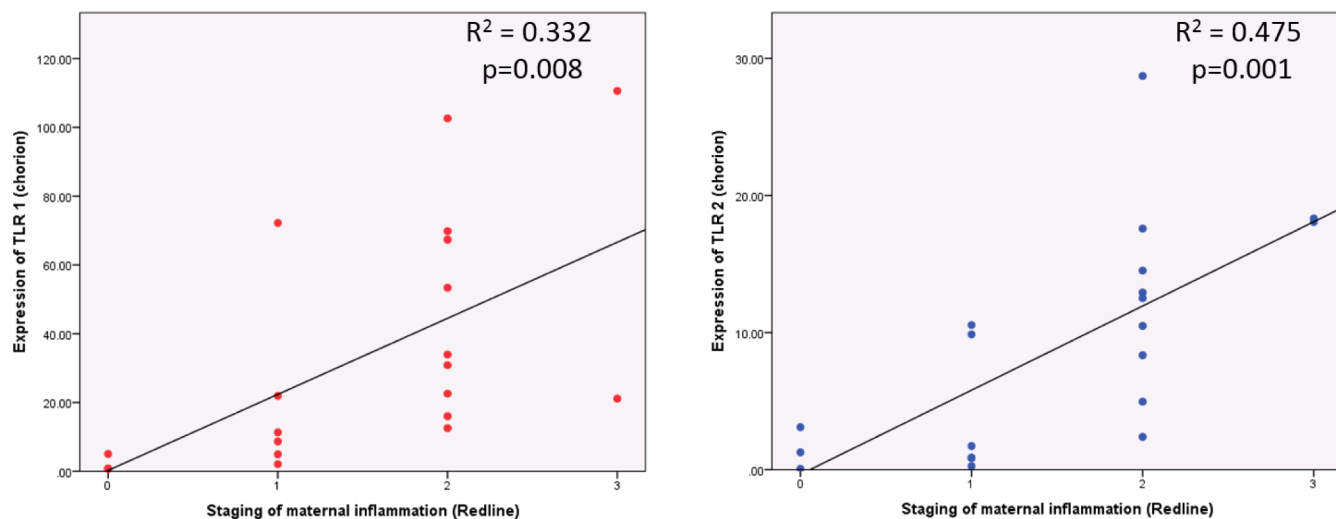 R² = 0.332
p=0.008
120.00
100.00
80.00
60.00
40.00
20.00
.00
Expression of TLR 1 (chorion)
0
1
2
3
Staging of maternal inflammation (Redline)
R² = 0.475
p=0.001
30.00
20.00
10.00
.00
Expression of TLR 2 (chorion)
0
1
2
3
Staging of maternal inflammation (Redline)